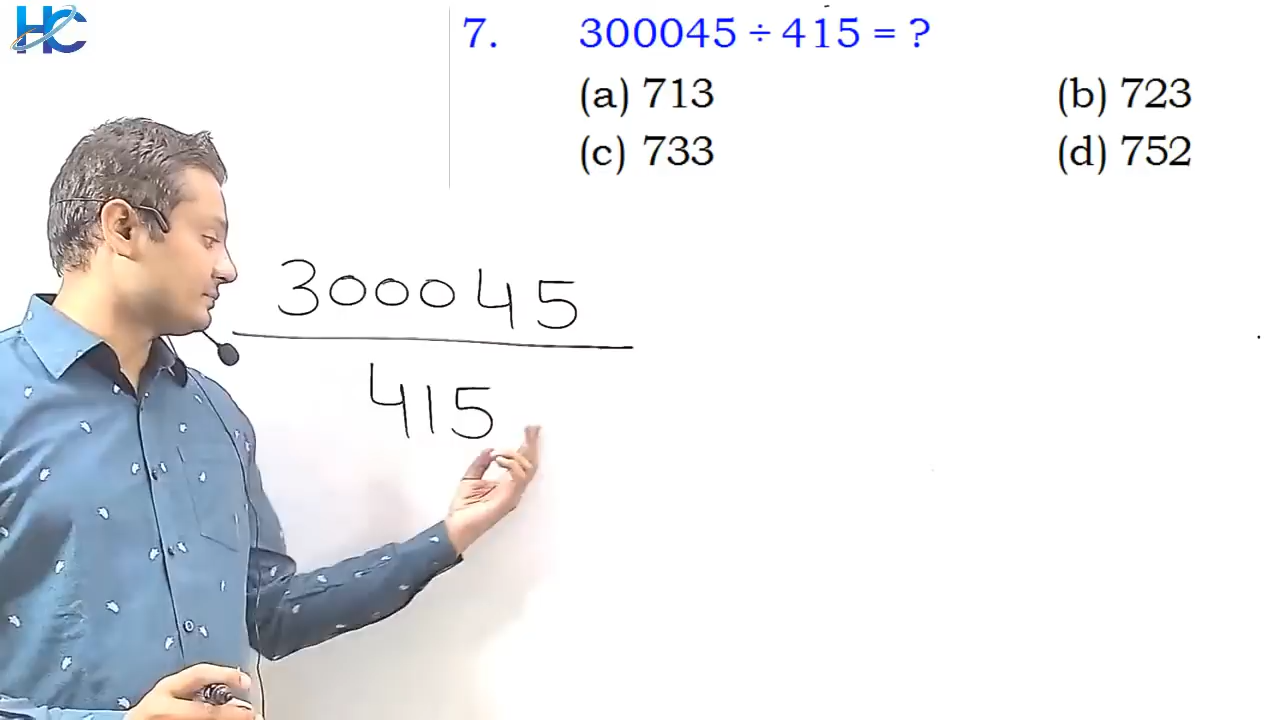 HC
7. 300045 ÷ 415 = ?
(a) 713 (b) 723
(c) 733 (d) 752
300045
415